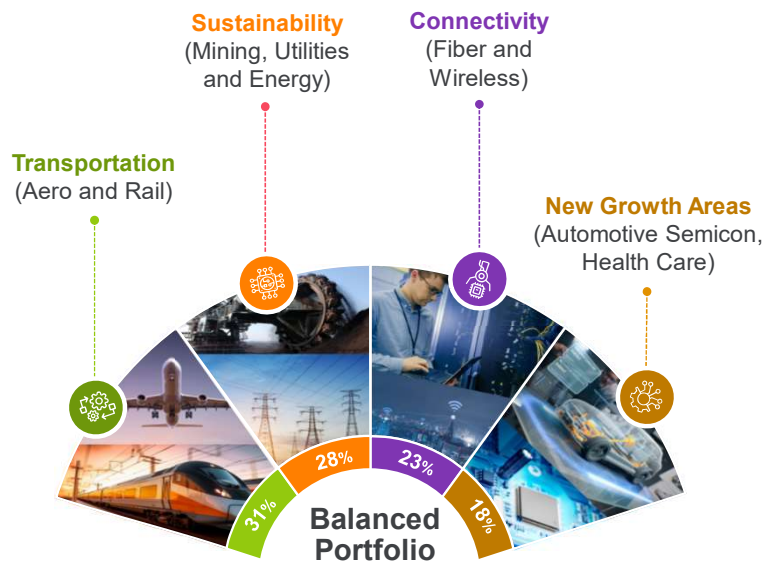 Sustainability
(Mining, Utilities
and Energy)
Connectivity
(Fiber and
Wireless)
Transportation
(Aero and Rail)
New Growth Areas
(Automotive Semicon,
Health Care)
31%
28%
23%
18%
Balanced
Portfolio